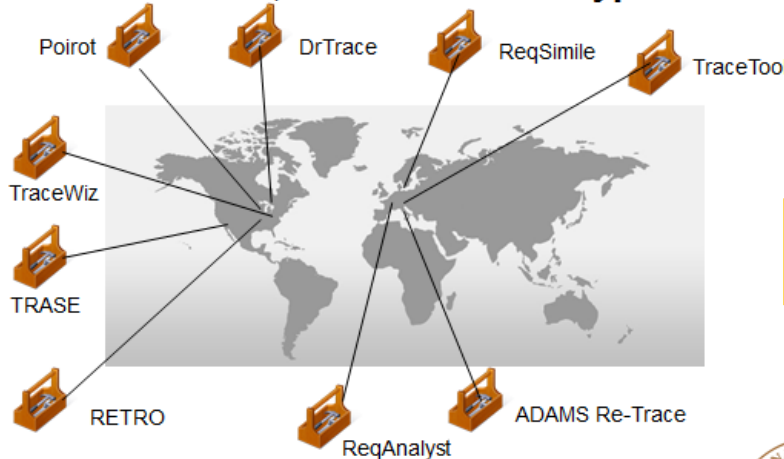 Poirot
DrTrace
ReqSimile
TraceToo
TraceWiz
TRASE
RETRO
ReqAnalyst
ADAMS Re-Trace